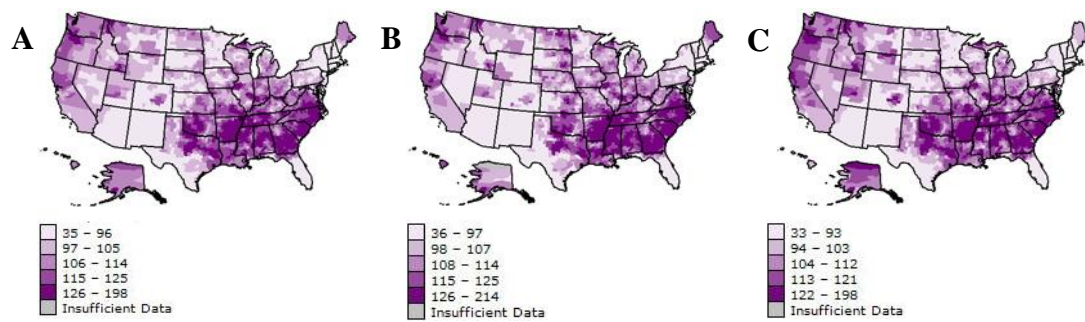 A
B
C
35 – 96
97 – 105
106 – 114
115 – 125
126 – 198
Insufficient Data
36 – 97
98 – 107
108 – 114
115 – 125
126 – 214
Insufficient Data
33 – 93
94 – 103
104 – 112
113 – 121
122 – 198
Insufficient Data